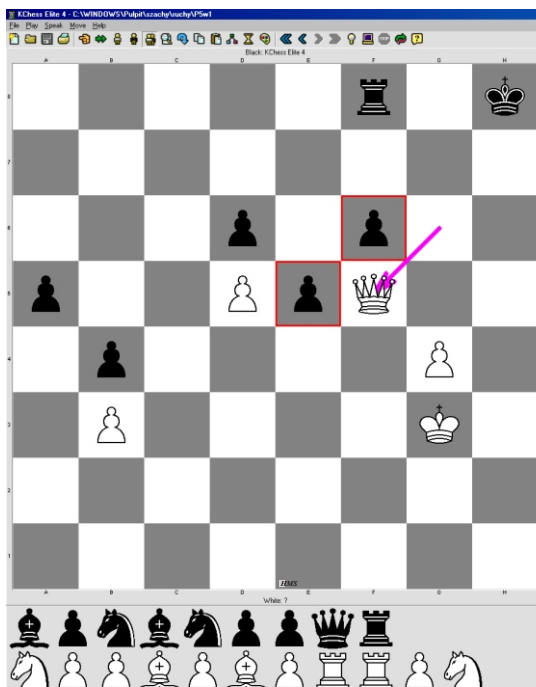 KChess Elite 4 - C:\WINDOWS\Pulpit\szachy\ruchy\P5w1
File Play Speak Move Help
Black: KChess Elite 4
A B C D E F G H
8
7
6
5
4
3
2
1
HMS
A B C D E F G H
White: ?